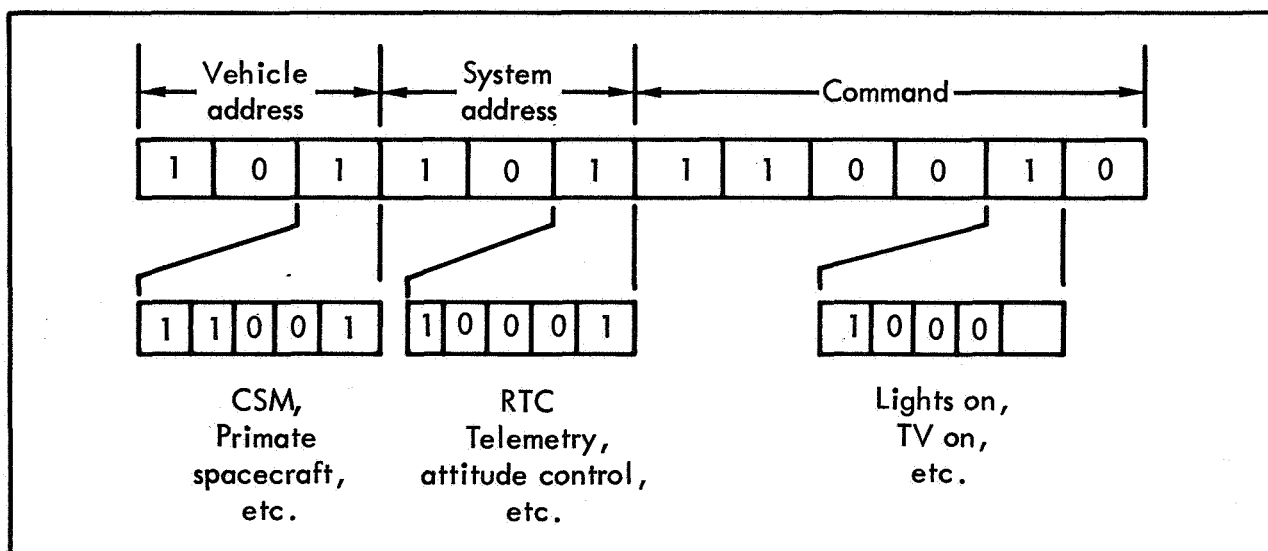 Vehicle address
System address
Command
1 0 1 1 0 1 1 1 0 0 1 0
1 1 0 0 1
1 0 0 0 1
1 0 0 0
CSM,
Primate
spacecraft,
etc.
RTC
Telemetry,
attitude control,
etc.
Lights on,
TV on,
etc.